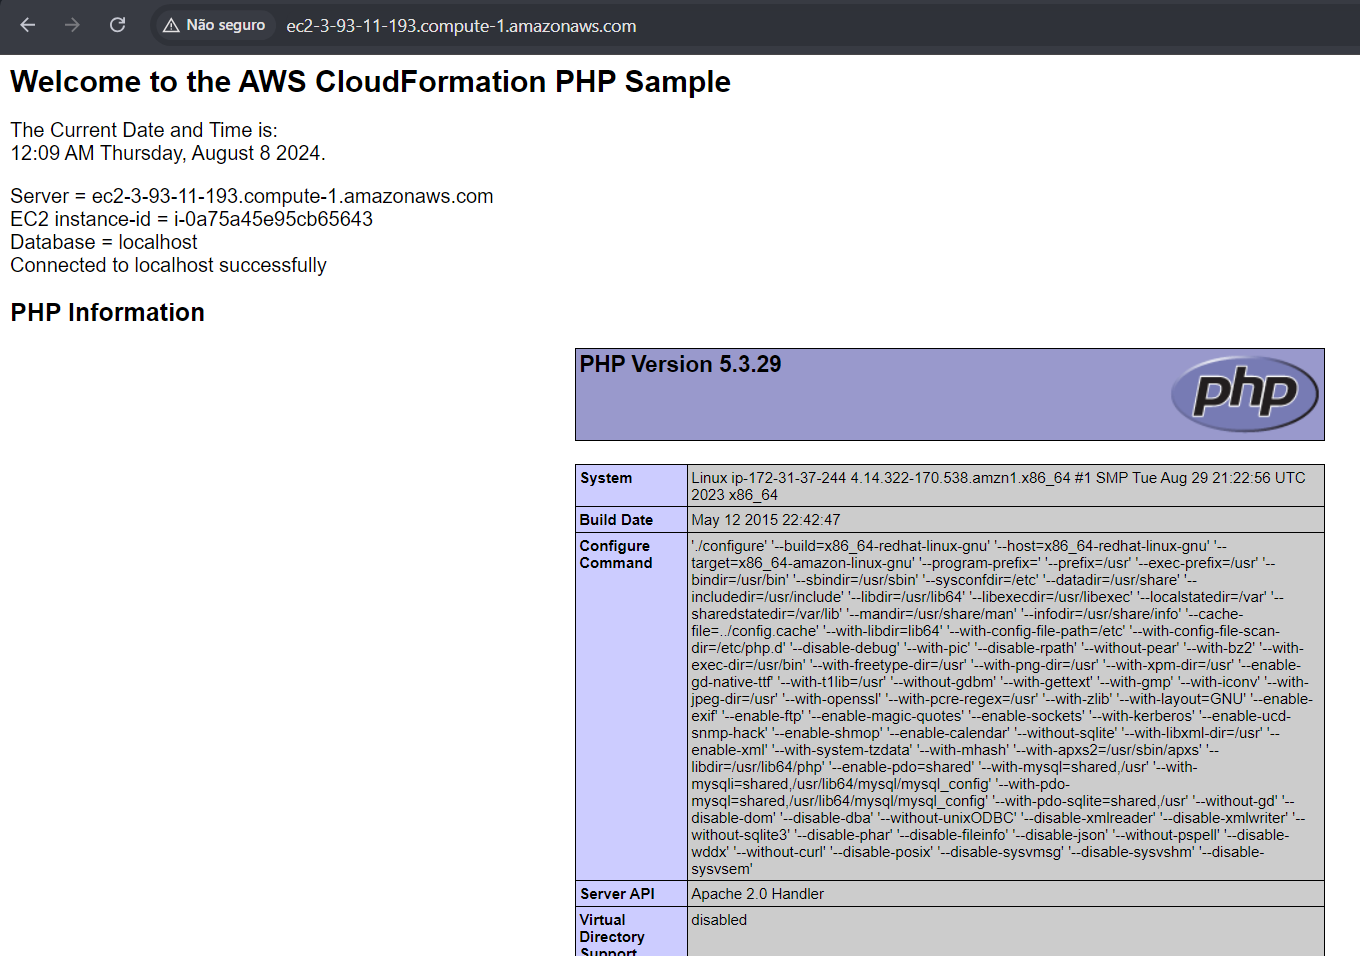 Não seguro ec2-3-93-11-193.compute-1.amazonaws.com
Welcome to the AWS CloudFormation PHP Sample
The Current Date and Time is:
12:09 AM Thursday, August 8 2024.
Server = ec2-3-93-11-193.compute-1.amazonaws.com
EC2 instance-id = i-0a75a45e95cb65643
Database = localhost
Connected to localhost successfully
PHP Information
PHP Version 5.3.29
php
System Linux ip-172-31-37-244 4.14.322-170.538.amzn1.x86_64 #1 SMP Tue Aug 29 21:22:56 UTC
2023 x86_64
Build Date May 12 2015 22:42:47
Configure './configure' '--build=x86_64-redhat-linux-gnu' '--host=x86_64-redhat-linux-gnu' '--
Command target=x86_64-amazon-linux-gnu' '--program-prefix=' '--prefix=/usr' '--exec-prefix=/usr' '--
bindir=/usr/bin' '--sbindir=/usr/sbin' '--sysconfdir=/etc' '--datadir=/usr/share' '--
includedir=/usr/include' '--libdir=/usr/lib64' '--libexecdir=/usr/libexec' '--localstatedir=/var' '--
sharedstatedir=/var/lib' '--mandir=/usr/share/man' '--infodir=/usr/share/info' '--cache-
file=../config.cache' '--with-libdir=lib64' '--with-config-file-path=/etc' '--with-config-file-scan-
dir=/etc/php.d' '--disable-debug' '--with-pic' '--disable-rpath' '--without-pear' '--with-bz2' '--with-
exec-dir=/usr/bin' '--with-freetype-dir=/usr' '--with-png-dir=/usr' '--with-xpm-dir=/usr' '--enable-
gd-native-ttf' '--with-t1lib=/usr' '--without-gdbm' '--with-gettext' '--with-gmp' '--with-iconv' '--with-
jpeg-dir=/usr' '--with-openssl' '--with-pcre-regex=/usr' '--with-zlib' '--with-layout=GNU' '--enable-
exif' '--enable-ftp' '--enable-magic-quotes' '--enable-sockets' '--with-kerberos' '--enable-ucd-
snmp-hack' '--enable-shmop' '--enable-calendar' '--without-sqlite' '--with-libxml-dir=/usr' '--
enable-xml' '--with-system-tzdata' '--with-mhash' '--with-apxs2=/usr/sbin/apxs' '--
libdir=/usr/lib64/php' '--enable-pdo=shared' '--with-mysql=shared,/usr' '--with-
mysqli=shared,/usr/lib64/mysql/mysql_config' '--with-pdo-
mysql=shared,/usr/lib64/mysql/mysql_config' '--with-pdo-sqlite=shared,/usr' '--without-gd' '--
disable-dom' '--disable-dba' '--without-unixODBC' '--disable-xmlreader' '--disable-xmlwriter' '--
without-sqlite3' '--disable-phar' '--disable-fileinfo' '--disable-json' '--without-pspell' '--disable-
wddx' '--without-curl' '--disable-posix' '--disable-sysvmsg' '--disable-sysvshm' '--disable-
sysvsem'
Server API Apache 2.0 Handler
Virtual disabled
Directory
Support